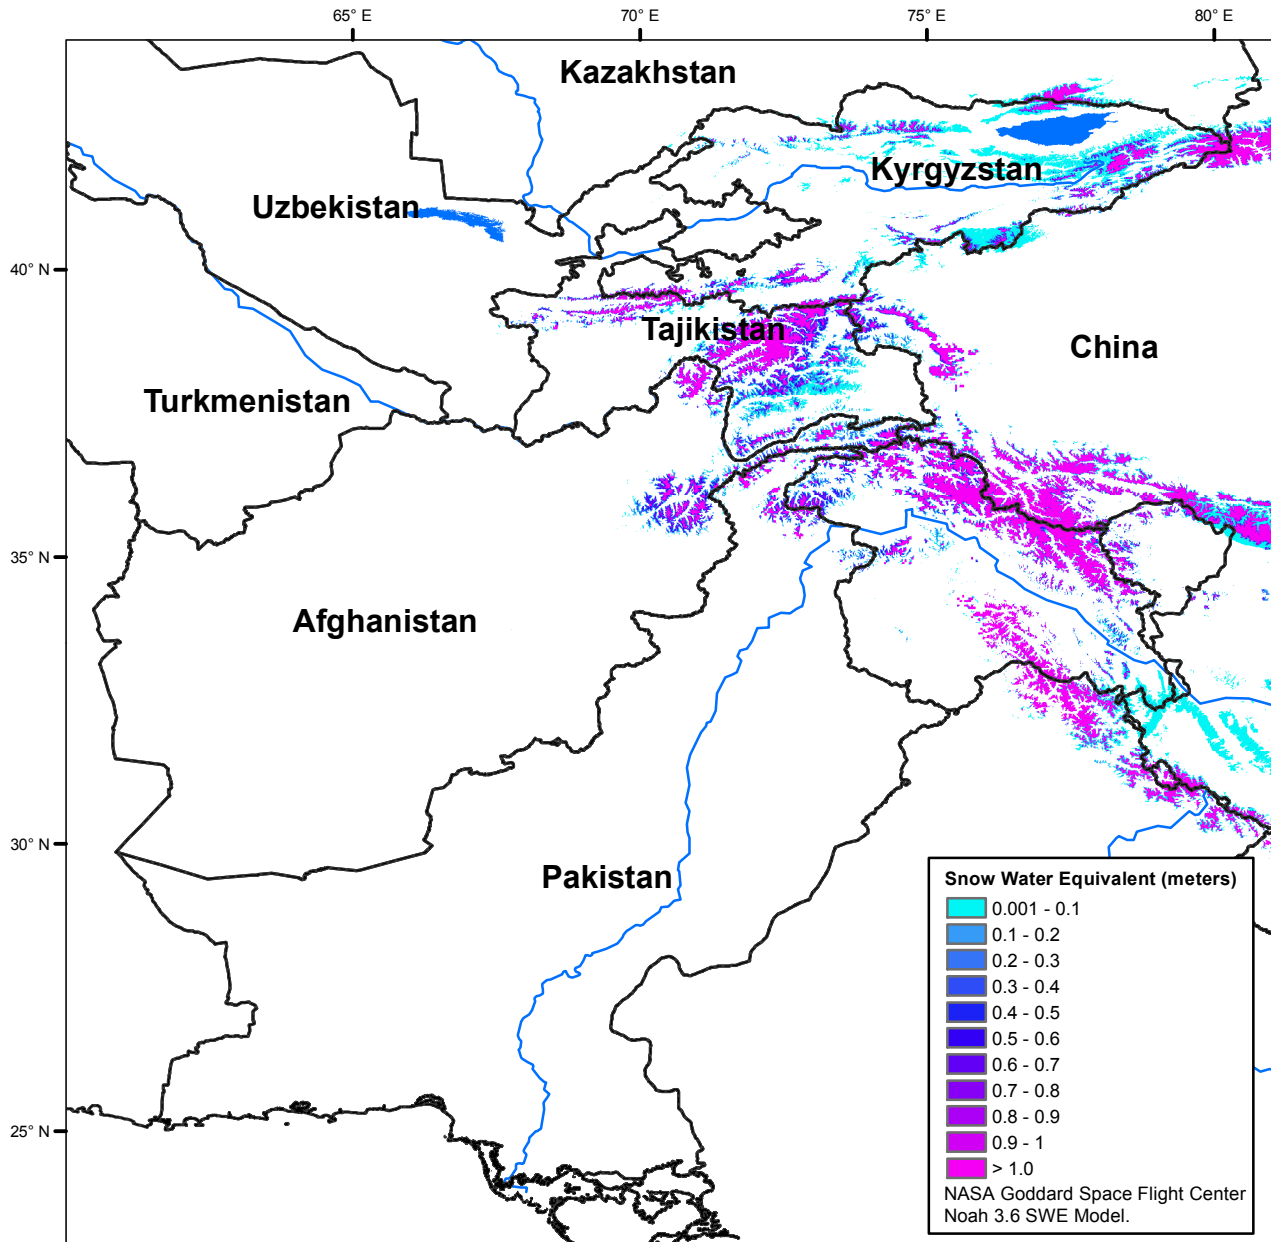 65° E
70° E
75° E
80° E
Kazakhstan
Kyrgyzstan
Uzbekistan
40° N
Tajikistan
China
Turkmenistan
35° N
Afghanistan
30° N
Pakistan
25° N
Snow Water Equivalent (meters)
0.001 - 0.1
0.1 - 0.2
0.2 - 0.3
0.3 - 0.4
0.4 - 0.5
0.5 - 0.6
0.6 - 0.7
0.7 - 0.8
0.8 - 0.9
0.9 - 1
> 1.0
NASA Goddard Space Flight Center
Noah 3.6 SWE Model.